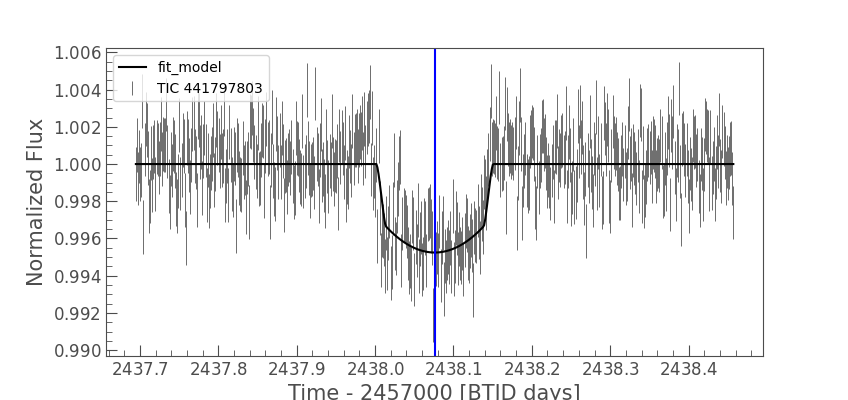 1.006
1.004
1.002
1.000
0.998
0.996
0.994
0.992
0.990
Normalized Flux
fit_model
TIC 441797803
2437.7 2437.8 2437.9 2438.0 2438.1 2438.2 2438.3 2438.4
Time - 2457000 [BTJD days]